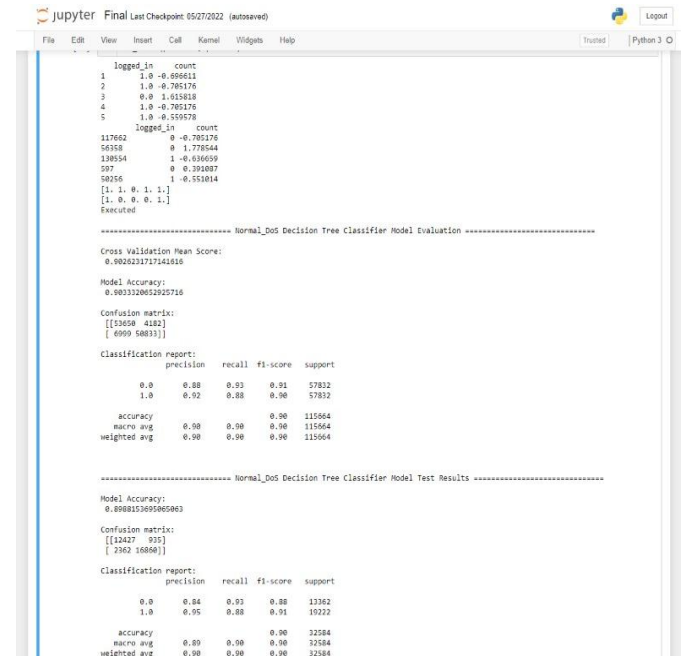 jupyter Final Last Checkpoint: 05/27/2022 (autosaved)
Logout
File Edit View Insert Cell Kernel Widgets Help
Trusted Python 3 O
logged_in count
1 1.0 -0.696611
2 1.0 -0.705176
3 0.0 1.615818
4 1.0 -0.705176
5 1.0 -0.559578
logged_in count
117662 0 -0.705176
56358 0 1.778544
130554 1 -0.636659
597 0 0.391087
50256 1 -0.551014
[1. 1. 0. 1. 1.]
[1. 0. 0. 0. 1.]
Executed
============================== Normal_DoS Decision Tree Classifier Model Evaluation ==============================
Cross Validation Mean Score:
0.9026231717141616
Model Accuracy:
0.9033320652925716
Confusion matrix:
[[53650 4182]
[ 6999 50833]]
Classification report:
precision recall f1-score support
0.0 0.88 0.93 0.91 57832
1.0 0.92 0.88 0.90 57832
accuracy 0.90 115664
macro avg 0.90 0.90 0.90 115664
weighted avg 0.90 0.90 0.90 115664
============================== Normal_DoS Decision Tree Classifier Model Test Results ==============================
Model Accuracy:
0.8988153695065063
Confusion matrix:
[[12427 935]
[ 2362 16860]]
Classification report:
precision recall f1-score support
0.0 0.84 0.93 0.88 13362
1.0 0.95 0.88 0.91 19222
accuracy 0.90 32584
macro avg 0.89 0.90 0.90 32584
weighted avg 0.90 0.90 0.90 32584